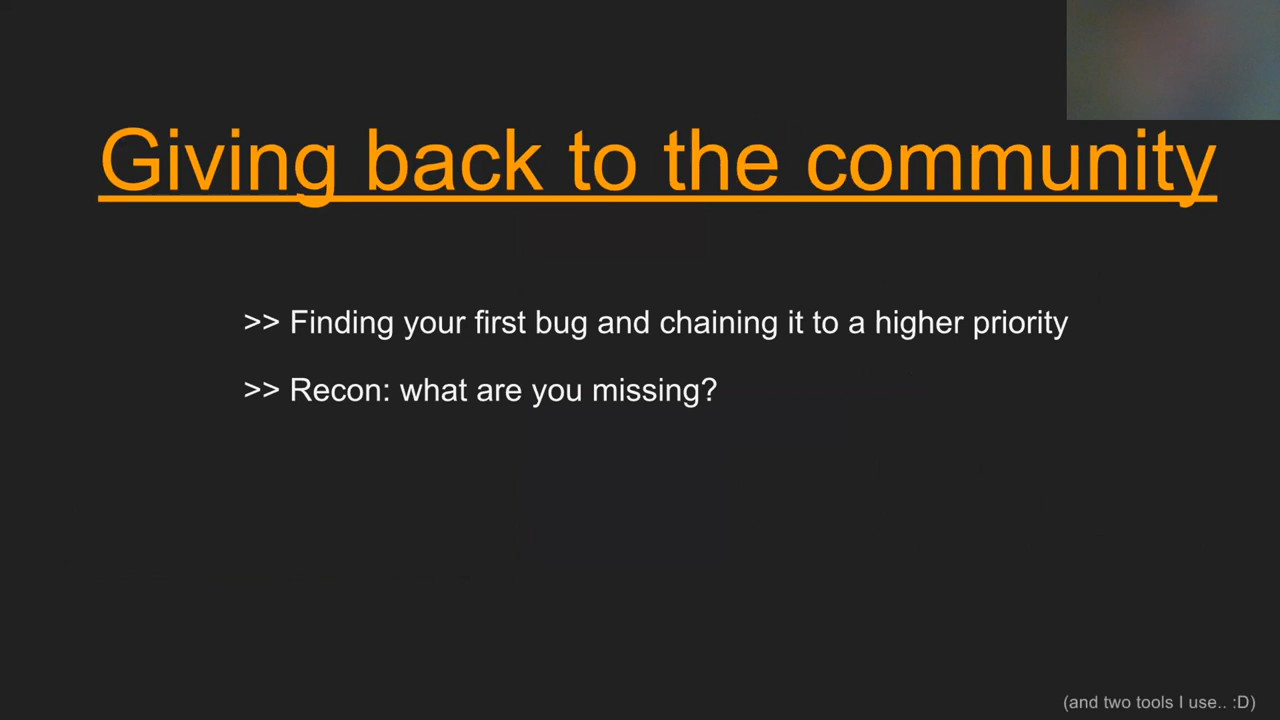 Giving back to the community
>> Finding your first bug and chaining it to a higher priority
>> Recon: what are you missing?
(and two tools I use.. :D)